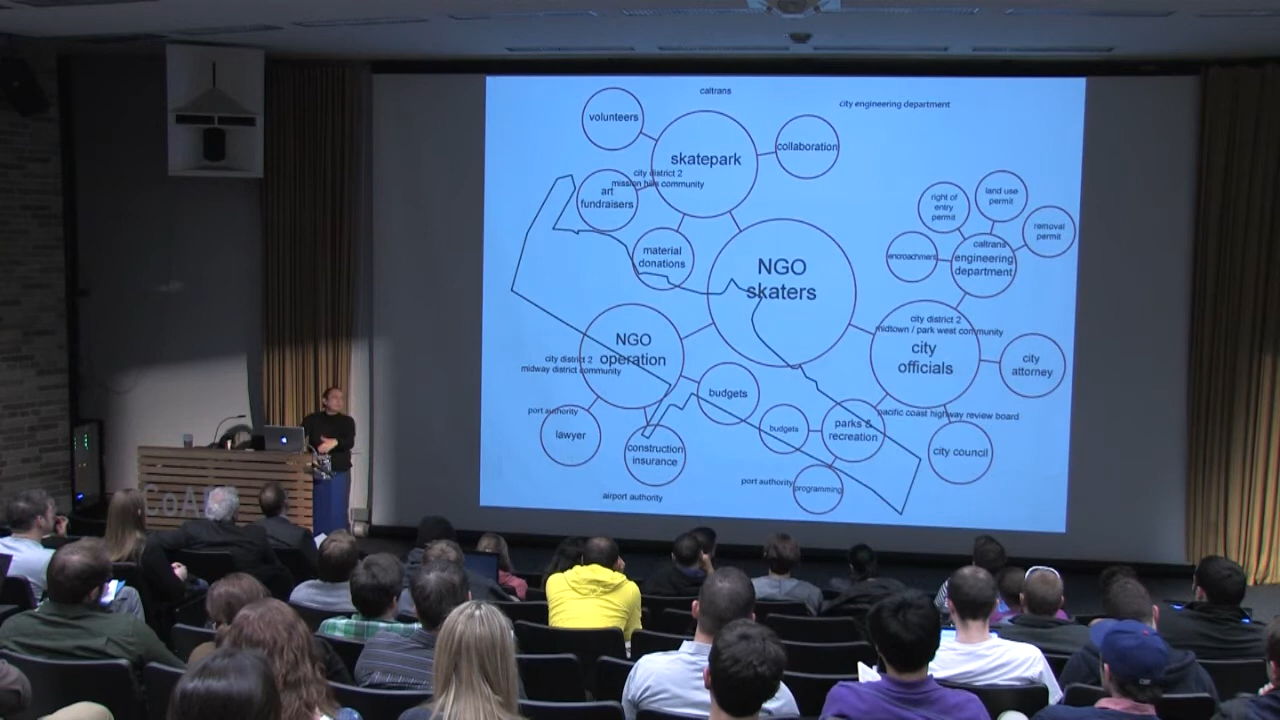 caltrans
city engineering department
volunteers
skatepark
collaboration
city district 2
mission hills community
art
fundraisers
land use
permit
right of
entry
permit
removal
permit
caltrans
engineering
department
encroachment
material
donations
NGO
skaters
city district 2
midtown / park west community
city
officials
city
attorney
NGO
operation
city district 2
midway district community
budgets
port authority
lawyer
construction
insurance
budgets
parks &
recreation
pacific coast highway review board
city council
port authority
programming
airport authority
CoA